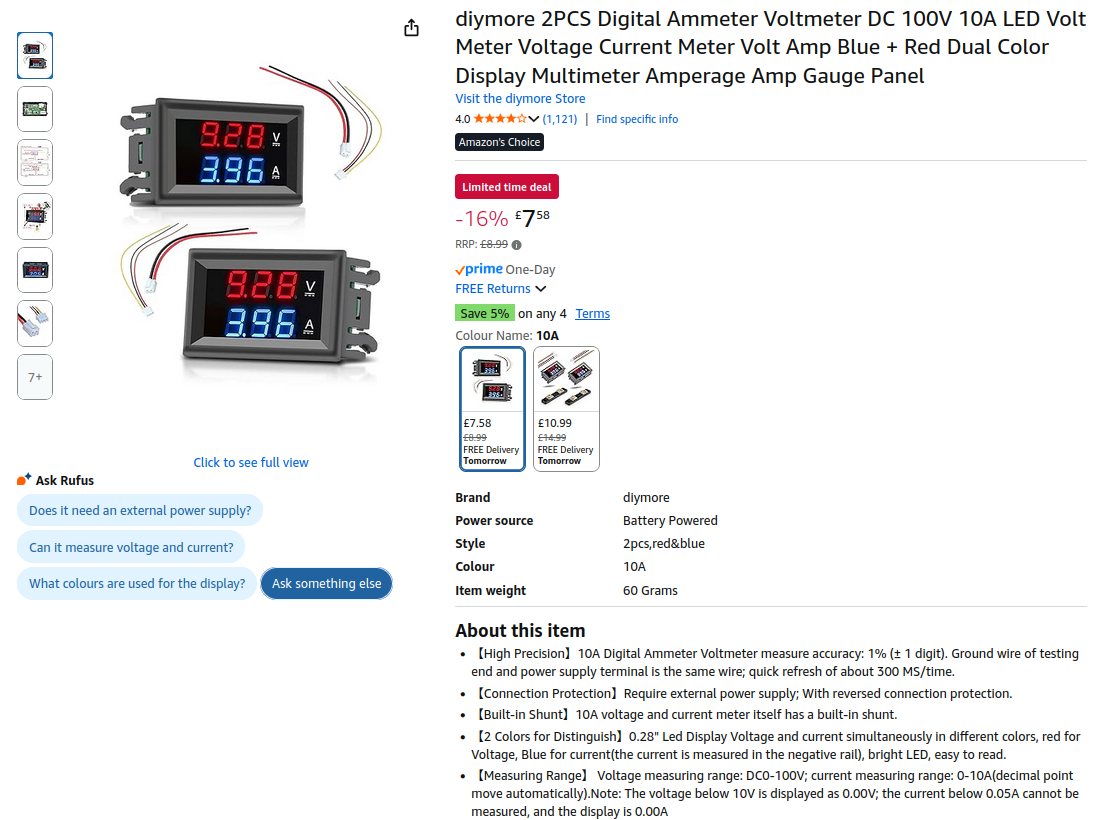 diymore 2PCS Digital Ammeter Voltmeter DC 100V 10A LED Volt
Meter Voltage Current Meter Volt Amp Blue + Red Dual Color
Display Multimeter Amperage Amp Gauge Panel
Visit the diymore Store
4.0 (1,121) | Find specific info
Amazon's Choice
Limited time deal
-16% £758
RRP: £8.99
prime One-Day
FREE Returns
Save 5% on any 4 Terms
Colour Name: 10A
£7.58
£8.99
FREE Delivery
Tomorrow
£10.99
£14.99
FREE Delivery
Tomorrow
Brand diymore
Power source Battery Powered
Style 2pcs,red&blue
Colour 10A
Item weight 60 Grams
About this item
• 【High Precision】10A Digital Ammeter Voltmeter measure accuracy: 1% (± 1 digit). Ground wire of testing
end and power supply terminal is the same wire; quick refresh of about 300 MS/time.
• 【Connection Protection】Require external power supply; With reversed connection protection.
• 【Built-in Shunt】10A voltage and current meter itself has a built-in shunt.
• 【2 Colors for Distinguish】0.28" Led Display Voltage and current simultaneously in different colors, red for
Voltage, Blue for current(the current is measured in the negative rail), bright LED, easy to read.
• 【Measuring Range】 Voltage measuring range: DC0-100V; current measuring range: 0-10A(decimal point
move automatically).Note: The voltage below 10V is displayed as 0.00V; the current below 0.05A cannot be
measured, and the display is 0.00A
9.28 V
3.96 A
9.28 V
3.96 A
7+
Click to see full view
Ask Rufus
Does it need an external power supply?
Can it measure voltage and current?
What colours are used for the display?
Ask something else